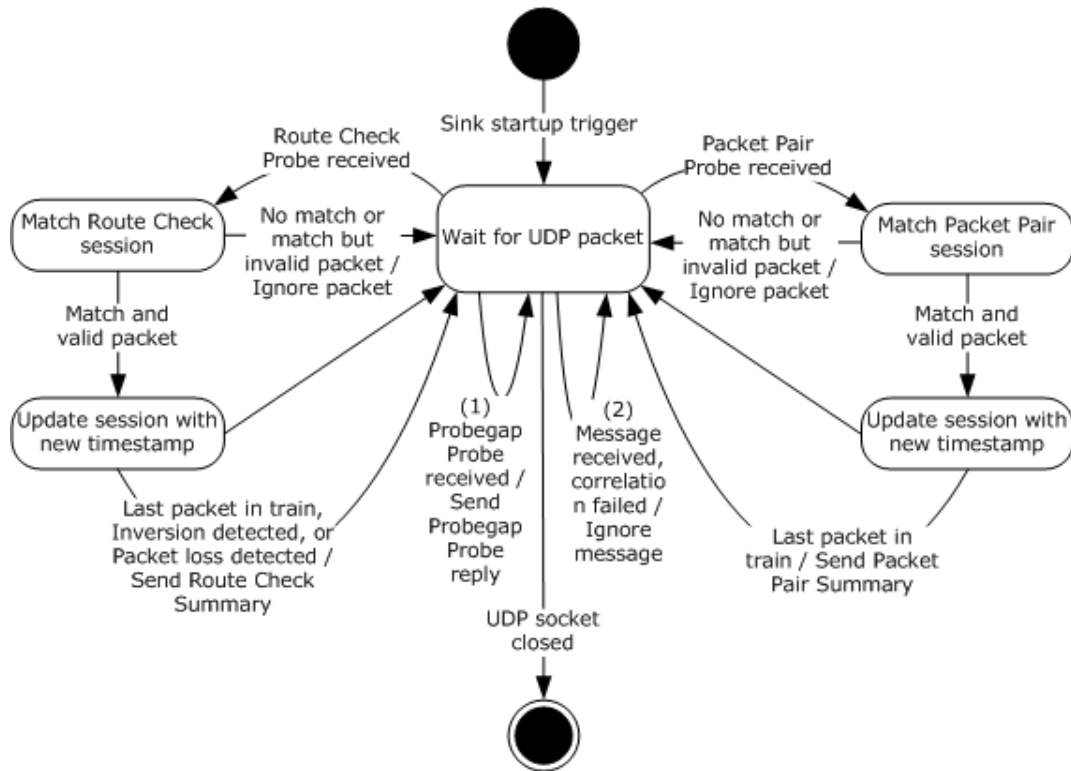 Sink startup trigger
Route Check
Probe received
Packet Pair
Probe received
Match Route Check
session
No match or
match but
invalid packet /
Ignore packet
Wait for UDP packet
No match or
match but
invalid packet /
Ignore packet
Match Packet Pair
session
Match and
valid packet
Match and
valid packet
Update session with
new timestamp
(1)
Probegap
Probe
received /
Send
Probegap
Probe
reply
(2)
Message
received,
correlatio
n failed /
Ignore
message
Update session with
new timestamp
Last packet in train,
Inversion detected, or
Packet loss detected /
Send Route Check
Summary
Last packet in
train / Send Packet
Pair Summary
UDP socket
closed